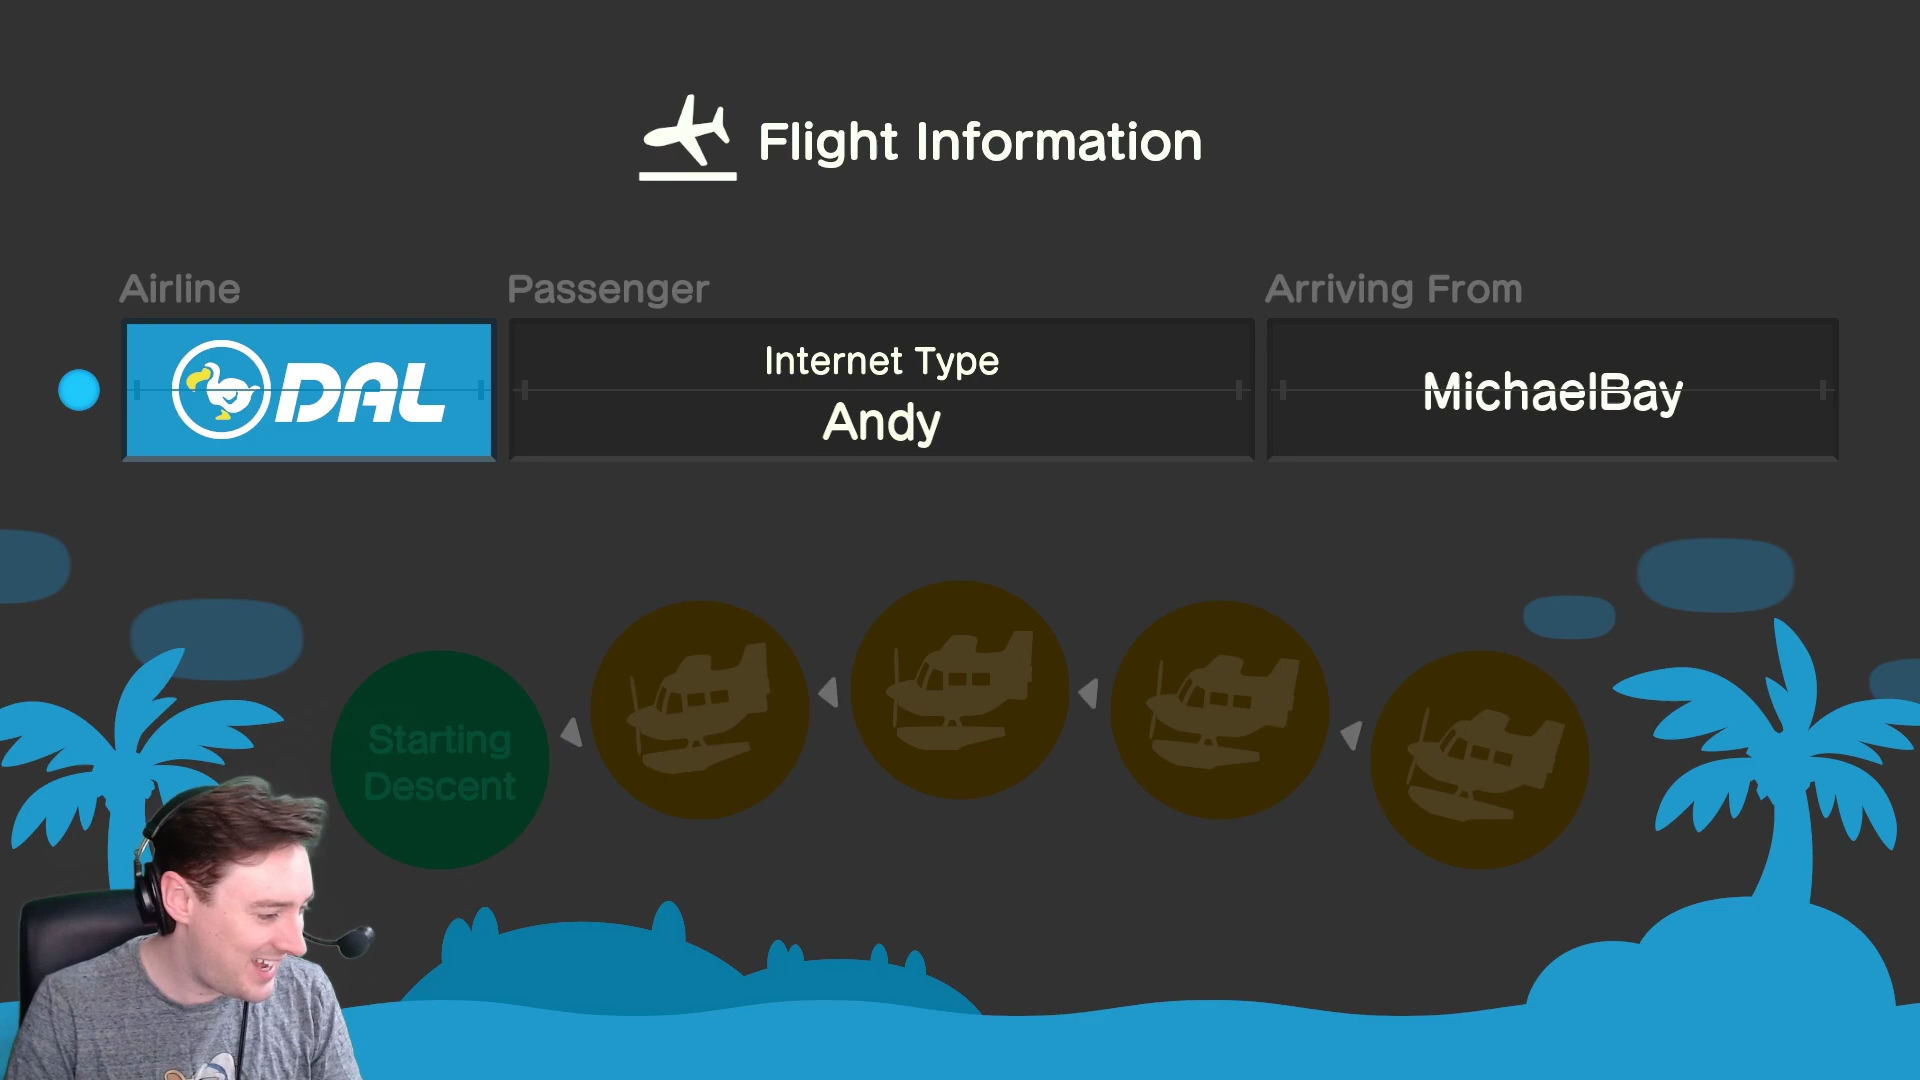 Flight Information
Airline
Passenger
Arriving From
DAL
Internet Type
Andy
MichaelBay
Starting
Descent